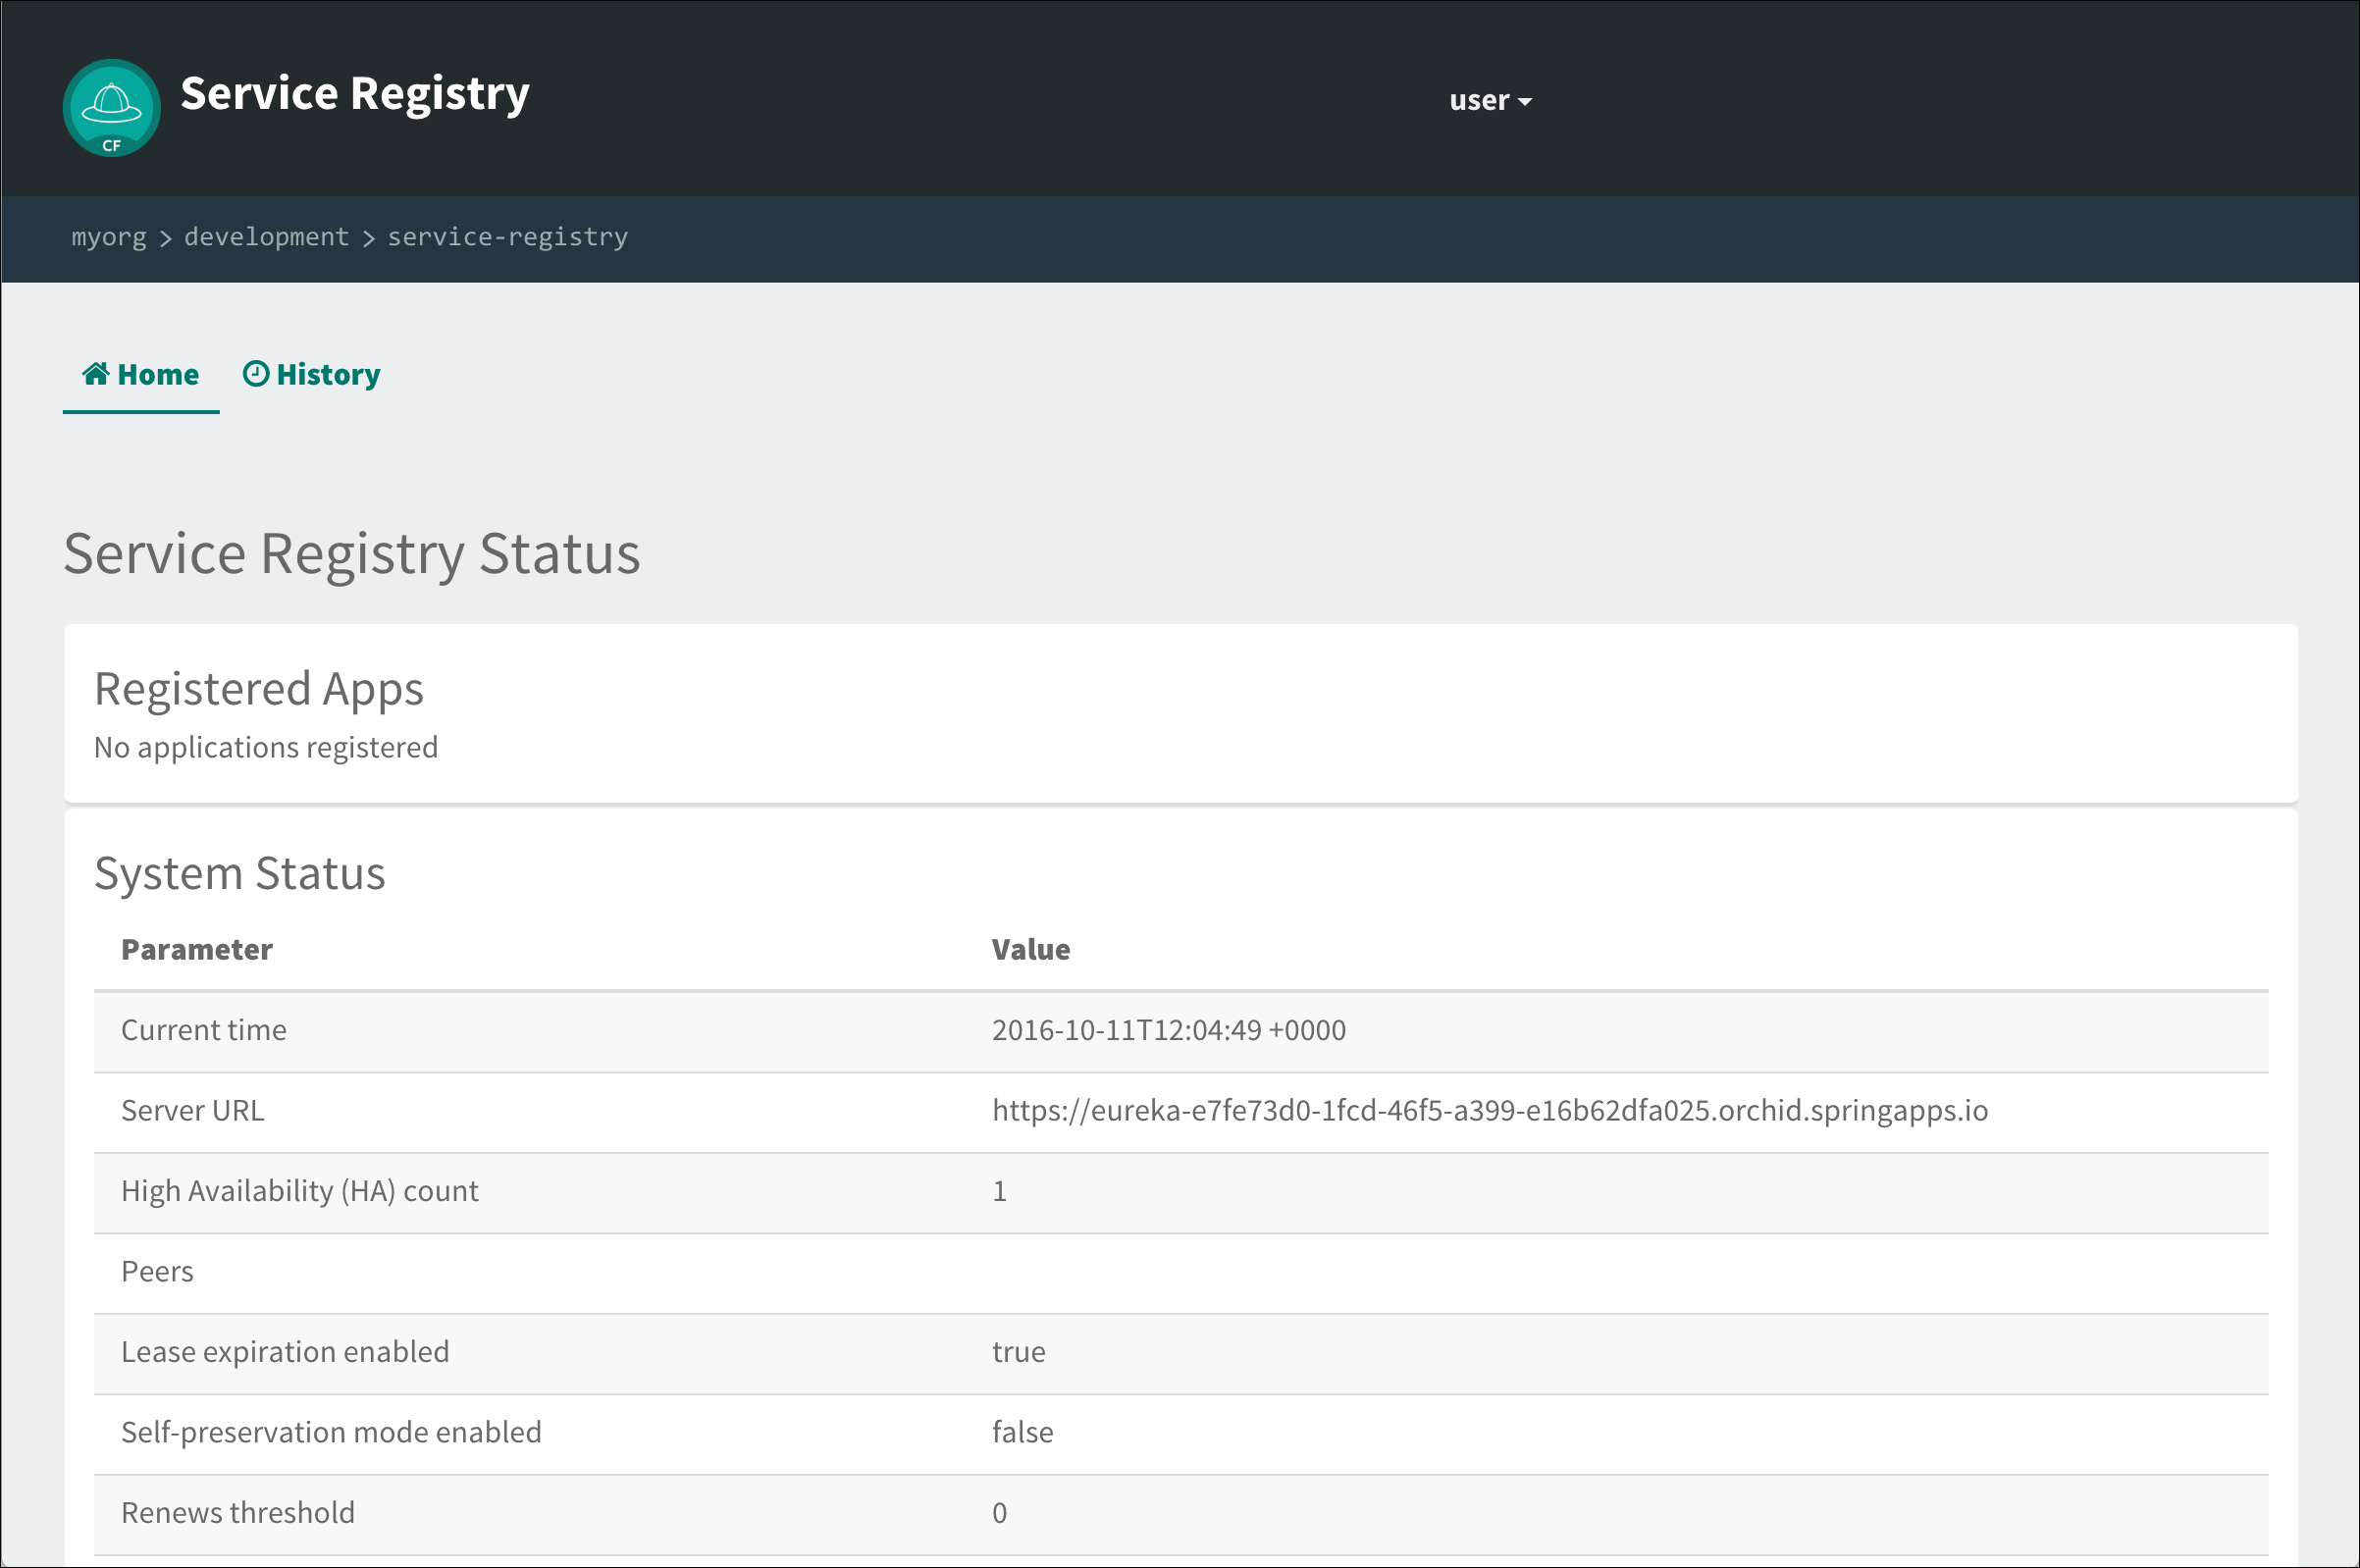 Service Registry
user
CF
myorg > development > service-registry
Home History
Service Registry Status
Registered Apps
No applications registered
System Status
Parameter Value
Current time 2016-10-11T12:04:49 +0000
Server URL https://eureka-e7fe73d0-1fcd-46f5-a399-e16b62dfa025.orchid.springapps.io
High Availability (HA) count 1
Peers
Lease expiration enabled true
Self-preservation mode enabled false
Renews threshold 0